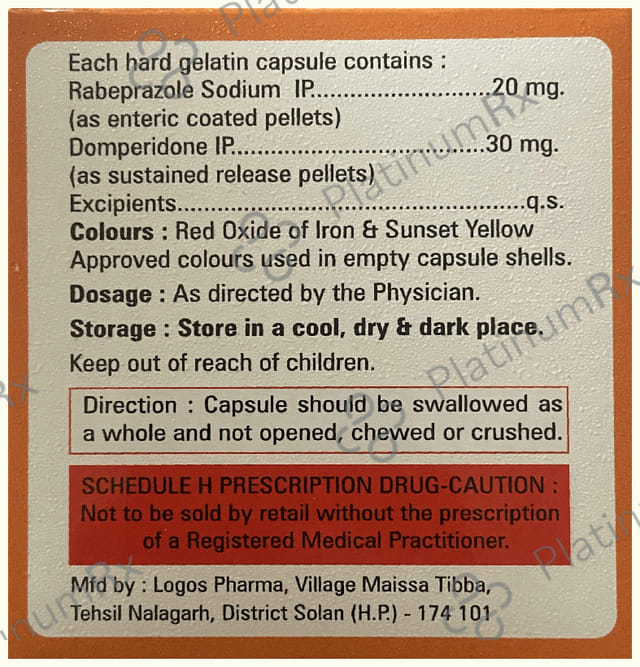 Each hard gelatin capsule contains :
Rabeprazole Sodium IP..........................20 mg.
(as enteric coated pellets)
Domperidone IP.....................................30 mg.
(as sustained release pellets)
Excipients...................................................q.s.
Colours : Red Oxide of Iron & Sunset Yellow
Approved colours used in empty capsule shells.
Dosage : As directed by the Physician.
Storage : Store in a cool, dry & dark place.
Keep out of reach of children.
Direction : Capsule should be swallowed as
a whole and not opened, chewed or crushed.
SCHEDULE H PRESCRIPTION DRUG-CAUTION :
Not to be sold by retail without the prescription
of a Registered Medical Practitioner.
Mfd by : Logos Pharma, Village Maissa Tibba,
Tehsil Nalagarh, District Solan (H.P.) - 174 101
PlatinumRx
PlatinumRx
PlatinumRx